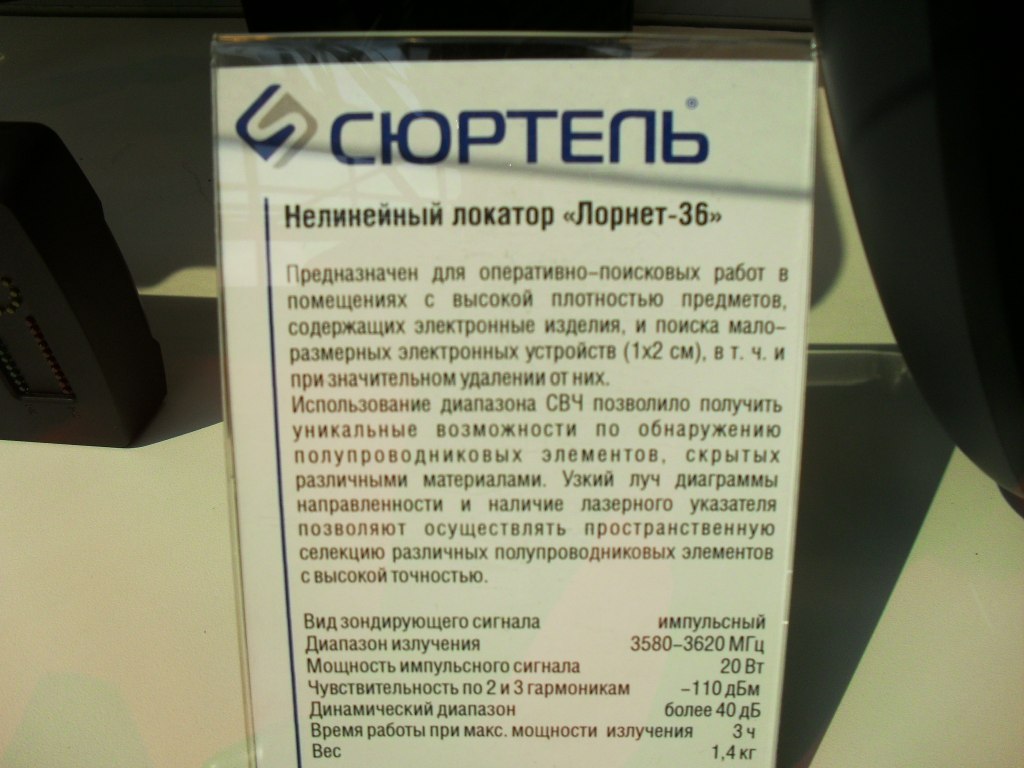 СЮРТЕЛЬ®
Нелинейный локатор «Лорнет-36»
Предназначен для оперативно-поисковых работ в
помещениях с высокой плотностью предметов,
содержащих электронные изделия, и поиска мало-
размерных электронных устройств (1х2 см), в т. ч. и
при значительном удалении от них.
Использование диапазона СВЧ позволило получить
уникальные возможности по обнаружению
полупроводниковых элементов, скрытых
различными материалами. Узкий луч диаграммы
направленности и наличие лазерного указателя
позволяют осуществлять пространственную
селекцию различных полупроводниковых элементов
с высокой точностью.
Вид зондирующего сигнала импульсный
Диапазон излучения 3580-3620 МГц
Мощность импульсного сигнала 20 Вт
Чувствительность по 2 и 3 гармоникам -110 дБм
Динамический диапазон более 40 дБ
Время работы при макс. мощности излучения 3 ч
Вес 1,4 кг